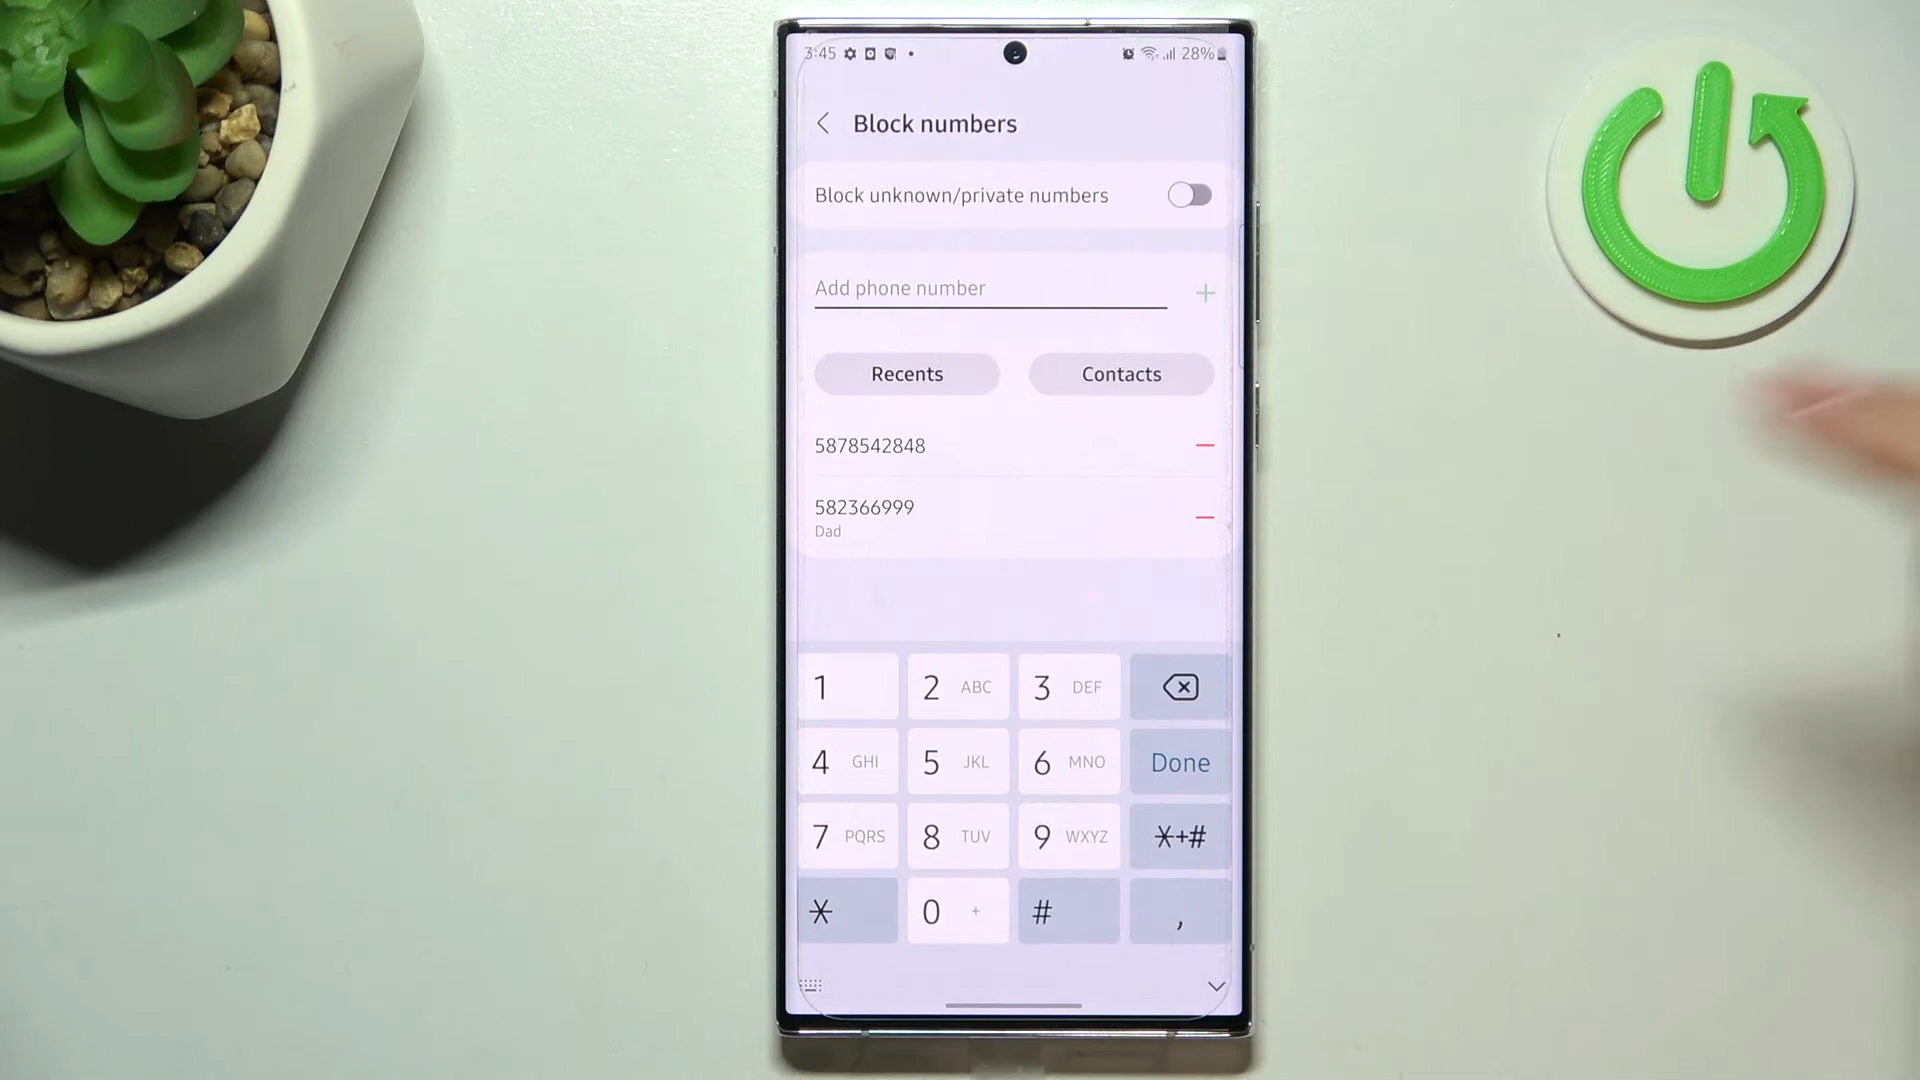 3:45 28%
Block numbers
Block unknown/private numbers
Add phone number
Recents Contacts
5878542848
582366999
Dad
1 2 ABC 3 DEF
4 GHI 5 JKL 6 MNO Done
7 PQRS 8 TUV 9 WXYZ *+#
* 0 + # ,